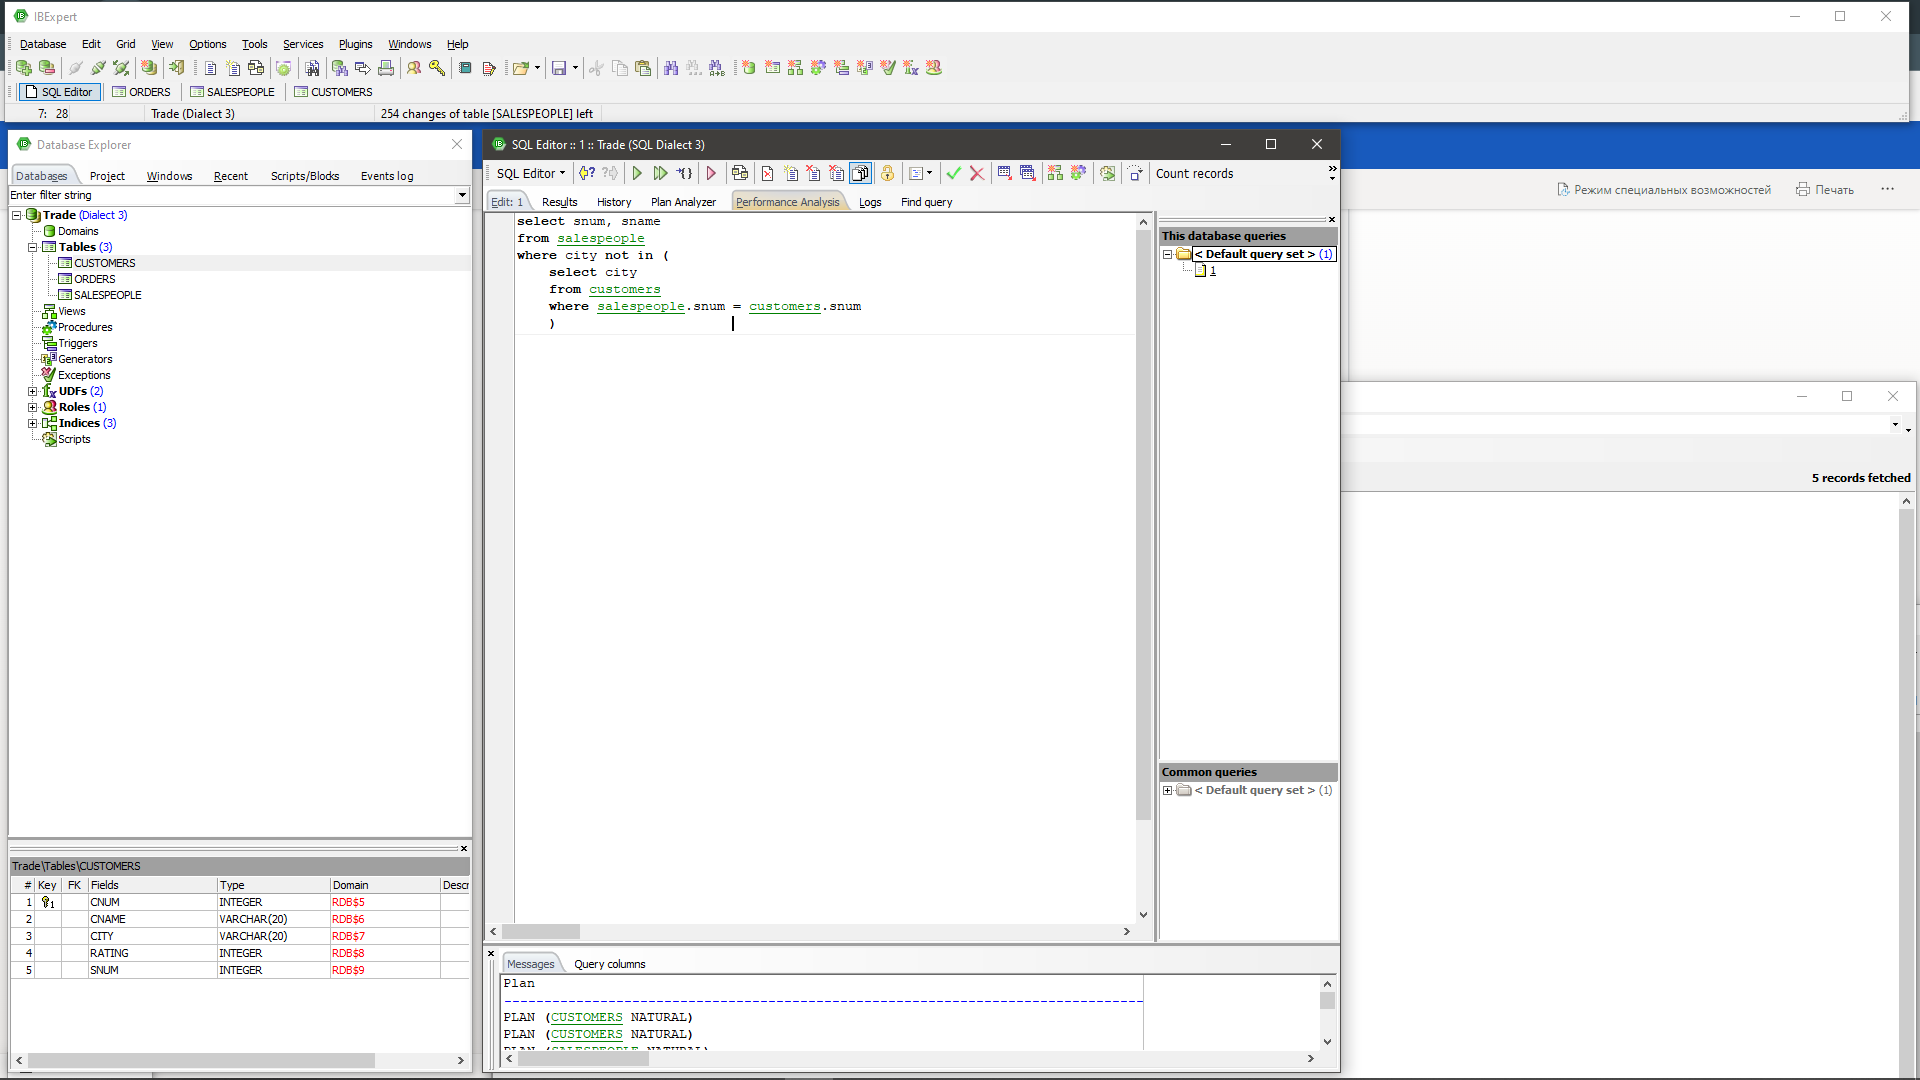 IBExpert
Database Edit Grid View Options Tools Services Plugins Windows Help
SQL Editor ORDERS SALESPEOPLE CUSTOMERS
7: 28 Trade (Dialect 3) 254 changes of table [SALESPEOPLE] left
Database Explorer
Databases Project Windows Recent Scripts/Blocks Events log
Enter filter string
Trade (Dialect 3)
Domains
Tables (3)
CUSTOMERS
ORDERS
SALESPEOPLE
Views
Procedures
Triggers
Generators
Exceptions
UDFs (2)
Roles (1)
Indices (3)
Scripts
Trade\Tables\CUSTOMERS
# Key FK Fields Type Domain Descr
1 1 CNUM INTEGER RDB$5
2 CNAME VARCHAR(20) RDB$6
3 CITY VARCHAR(20) RDB$7
4 RATING INTEGER RDB$8
5 SNUM INTEGER RDB$9
SQL Editor :: 1 :: Trade (SQL Dialect 3)
SQL Editor Count records
Edit: 1 Results History Plan Analyzer Performance Analysis Logs Find query
select snum, sname
from salespeople
where city not in (
select city
from customers
where salespeople.snum = customers.snum
)
This database queries
< Default query set > (1)
1
Common queries
< Default query set > (1)
Messages Query columns
Plan
--------------------------------------------------------------------------------
PLAN (CUSTOMERS NATURAL)
PLAN (CUSTOMERS NATURAL)
PLAN (SALESPEOPLE NATURAL)
Режим специальных возможностей Печать ...
5 records fetched